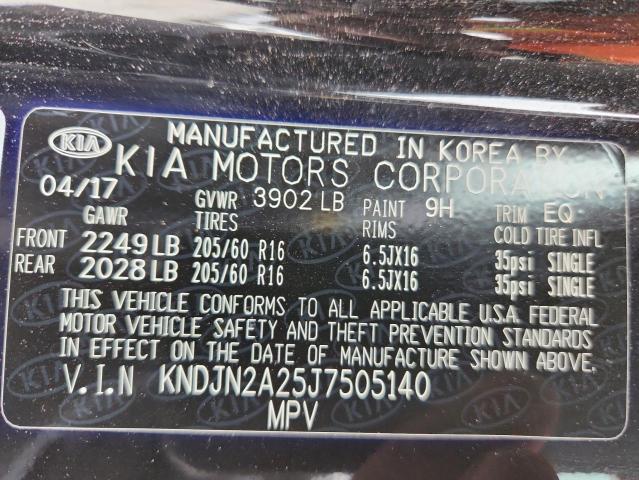 MANUFACTURED IN KOREA BY
KIA KIA MOTORS CORPORATION
04/17 GVWR 3902 LB PAINT 9H TRIM EQ
GAWR TIRES RIMS COLD TIRE INFL
FRONT 2249 LB 205/60 R16 6.5JX16 35psi SINGLE
REAR 2028 LB 205/60 R16 6.5JX16 35psi SINGLE
THIS VEHICLE CONFORMS TO ALL APPLICABLE U.S.A. FEDERAL
MOTOR VEHICLE SAFETY AND THEFT PREVENTION STANDARDS
IN EFFECT ON THE DATE OF MANUFACTURE SHOWN ABOVE.
V.I.N KNDJN2A25J7505140
MPV